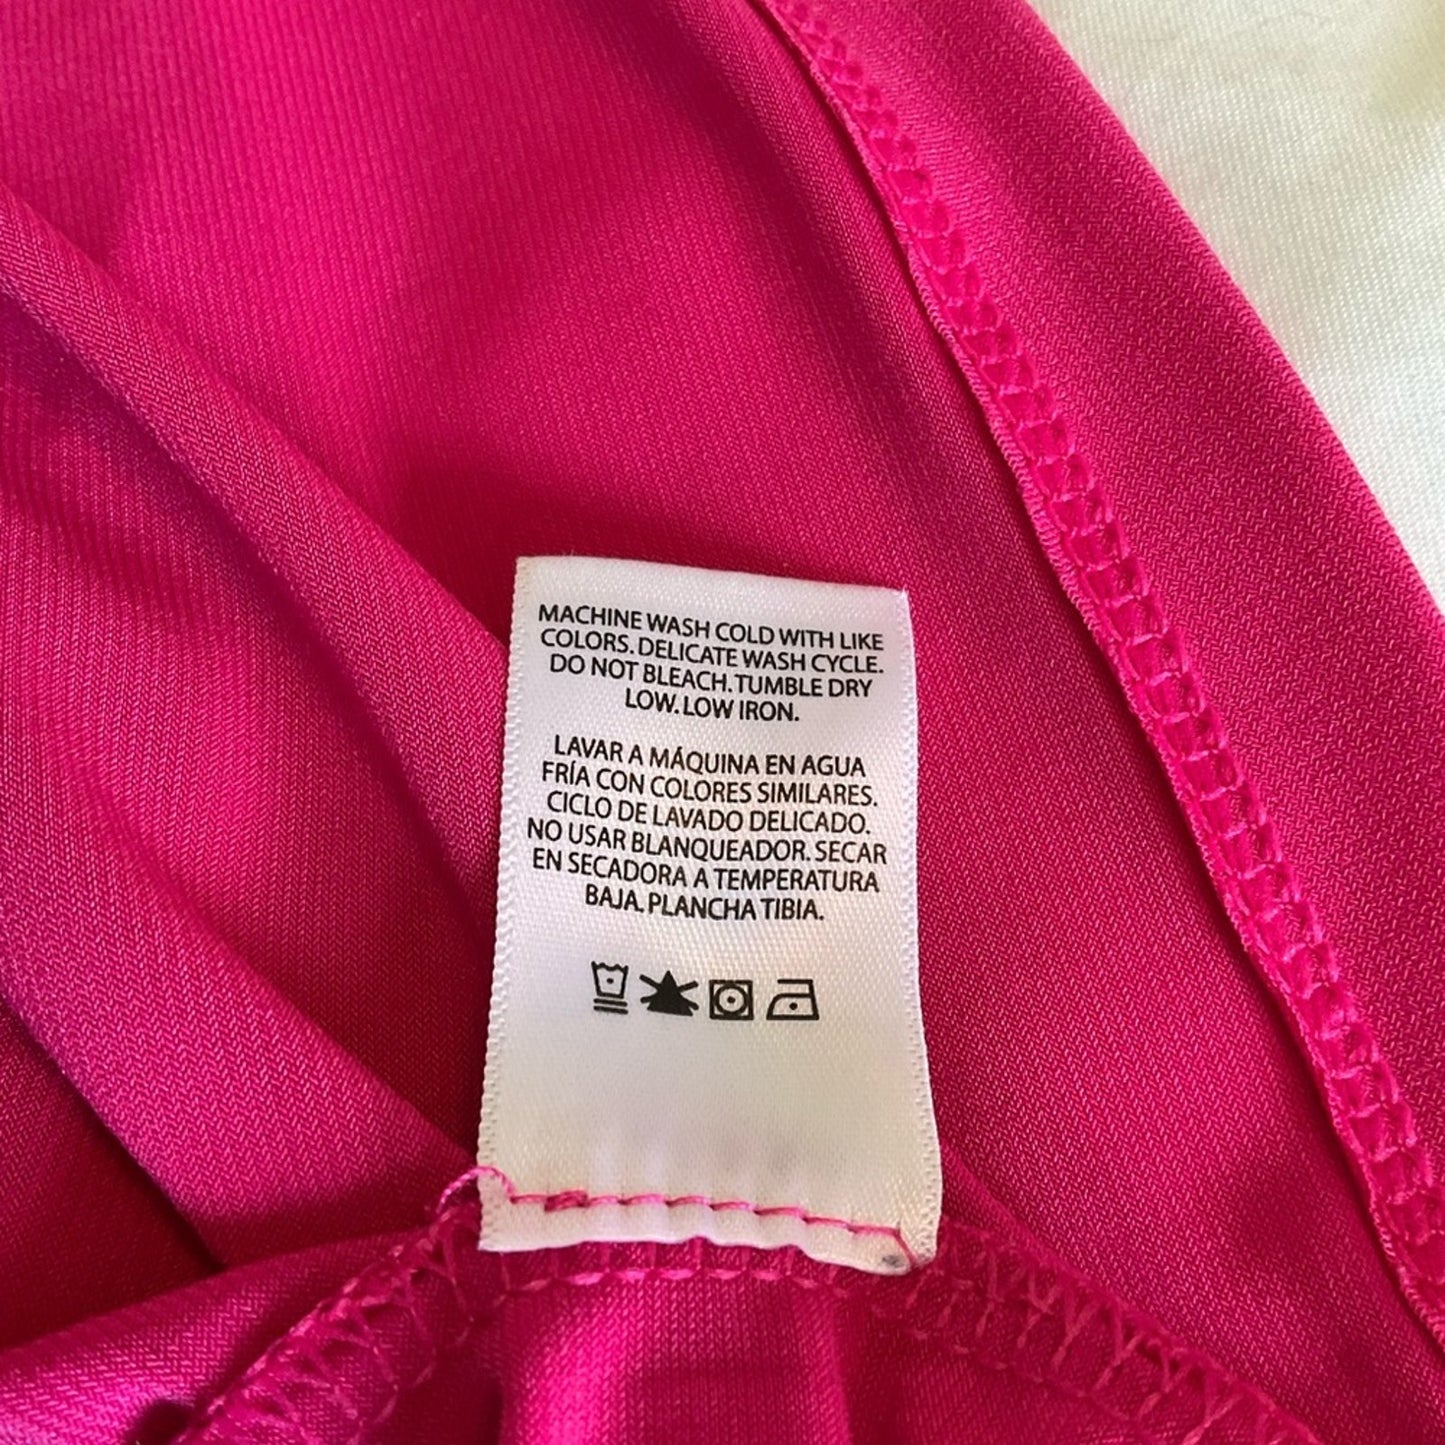 MACHINE WASH COLD WITH LIKE
COLORS. DELICATE WASH CYCLE.
DO NOT BLEACH. TUMBLE DRY
LOW. LOW IRON.
LAVAR A MÁQUINA EN AGUA
FRÍA CON COLORES SIMILARES.
CICLO DE LAVADO DELICADO.
NO USAR BLANQUEADOR. SECAR
EN SECADORA A TEMPERATURA
BAJA. PLANCHA TIBIA.